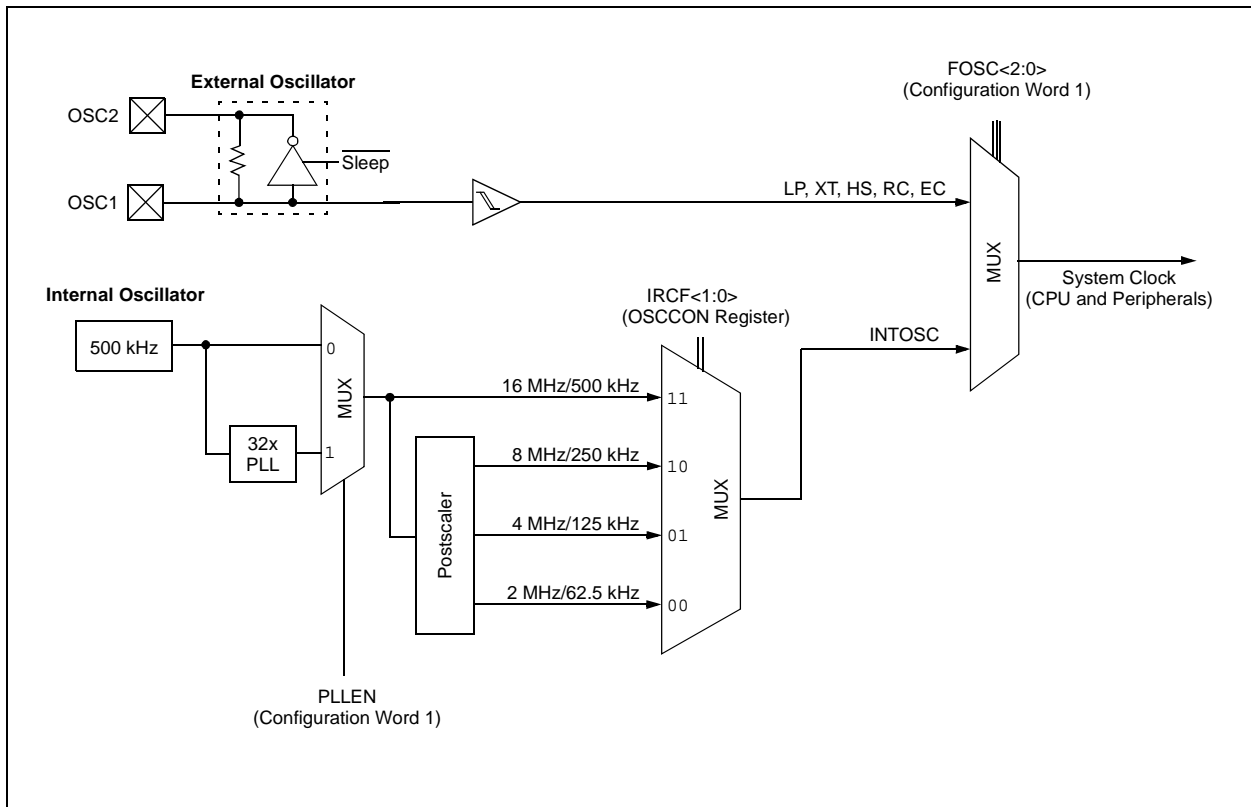 External Oscillator
OSC2
Sleep
OSC1
FOSC<2:0>
(Configuration Word 1)
LP, XT, HS, RC, EC
MUX
System Clock
(CPU and Peripherals)
Internal Oscillator
500 kHz
0
MUX
32x
PLL
1
PLLEN
(Configuration Word 1)
IRCF<1:0>
(OSCCON Register)
INTOSC
16 MHz/500 kHz
11
8 MHz/250 kHz
10
Postscaler
MUX
4 MHz/125 kHz
01
2 MHz/62.5 kHz
00